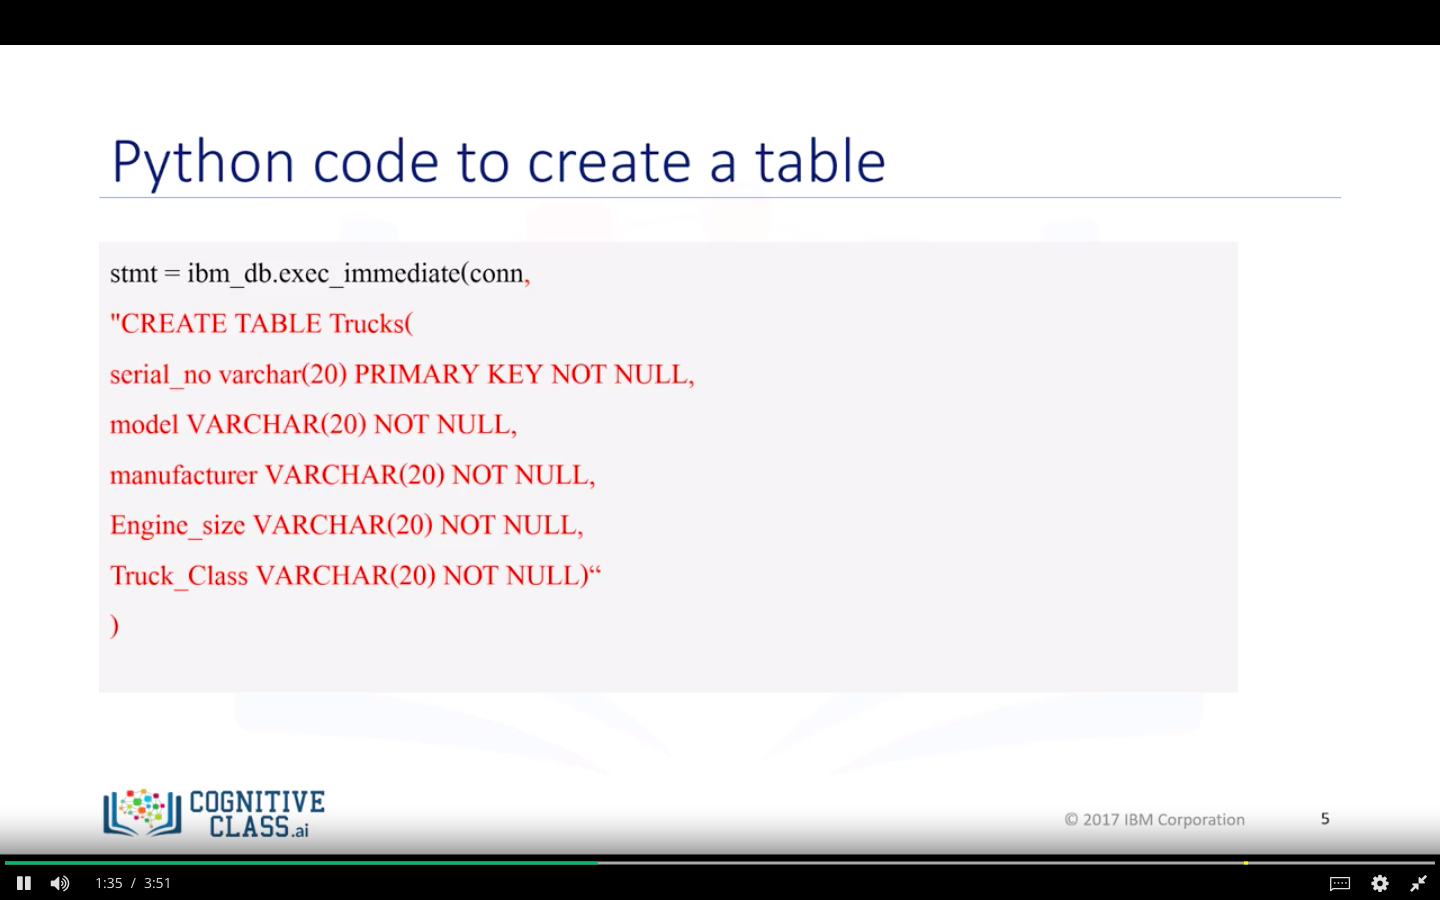 Python code to create a table
stmt = ibm_db.exec_immediate(conn,
"CREATE TABLE Trucks(
serial_no varchar(20) PRIMARY KEY NOT NULL,
model VARCHAR(20) NOT NULL,
manufacturer VARCHAR(20) NOT NULL,
Engine_size VARCHAR(20) NOT NULL,
Truck_Class VARCHAR(20) NOT NULL)“
)
COGNITIVE
CLASS.ai
© 2017 IBM Corporation 5
1:35 / 3:51